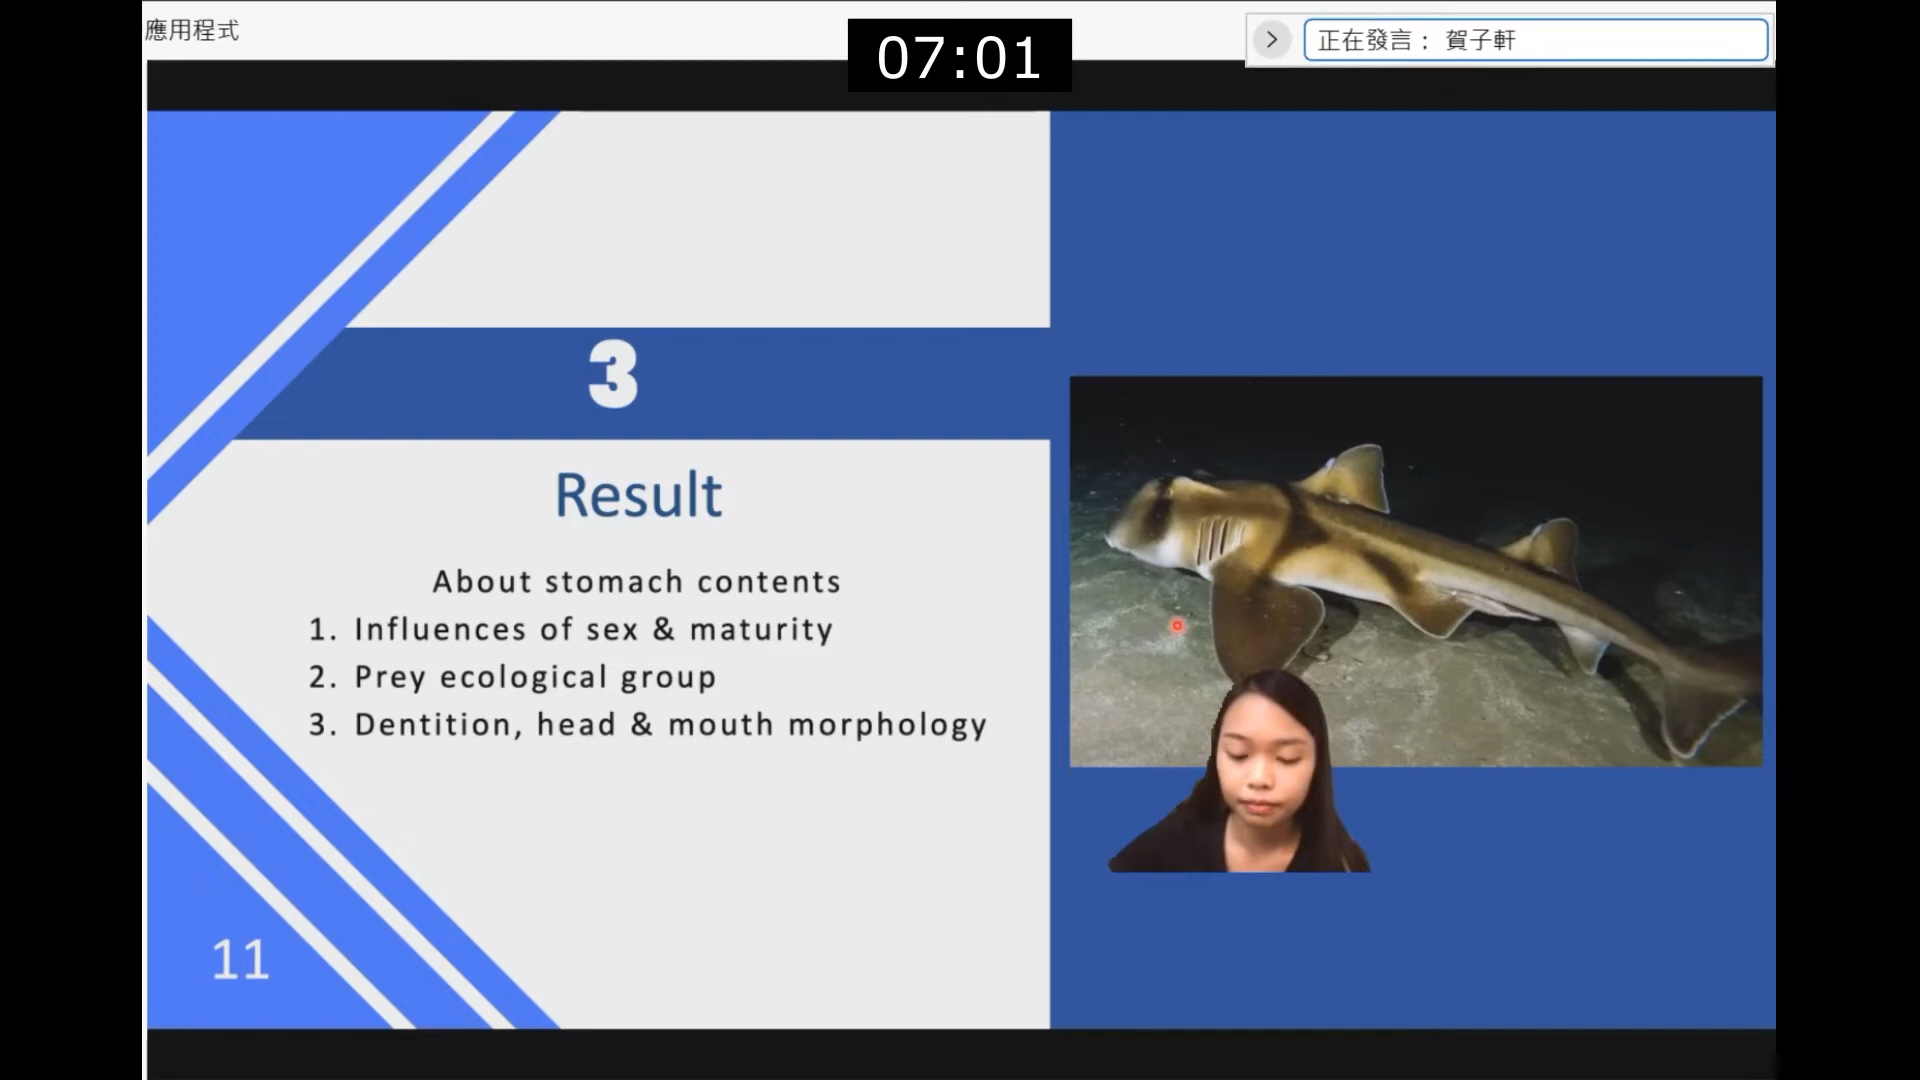 應用程式
07:01
正在發言： 賀子軒
3
Result
About stomach contents
1. Influences of sex & maturity
2. Prey ecological group
3. Dentition, head & mouth morphology
11